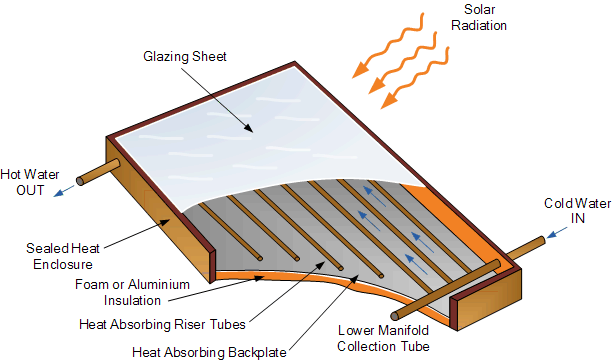 Solar
Radiation
Glazing Sheet
Hot Water
OUT
Cold Water
IN
Sealed Heat
Enclosure
Foam or Aluminium
Insulation
Heat Absorbing Riser Tubes
Lower Manifold
Collection Tube
Heat Absorbing Backplate